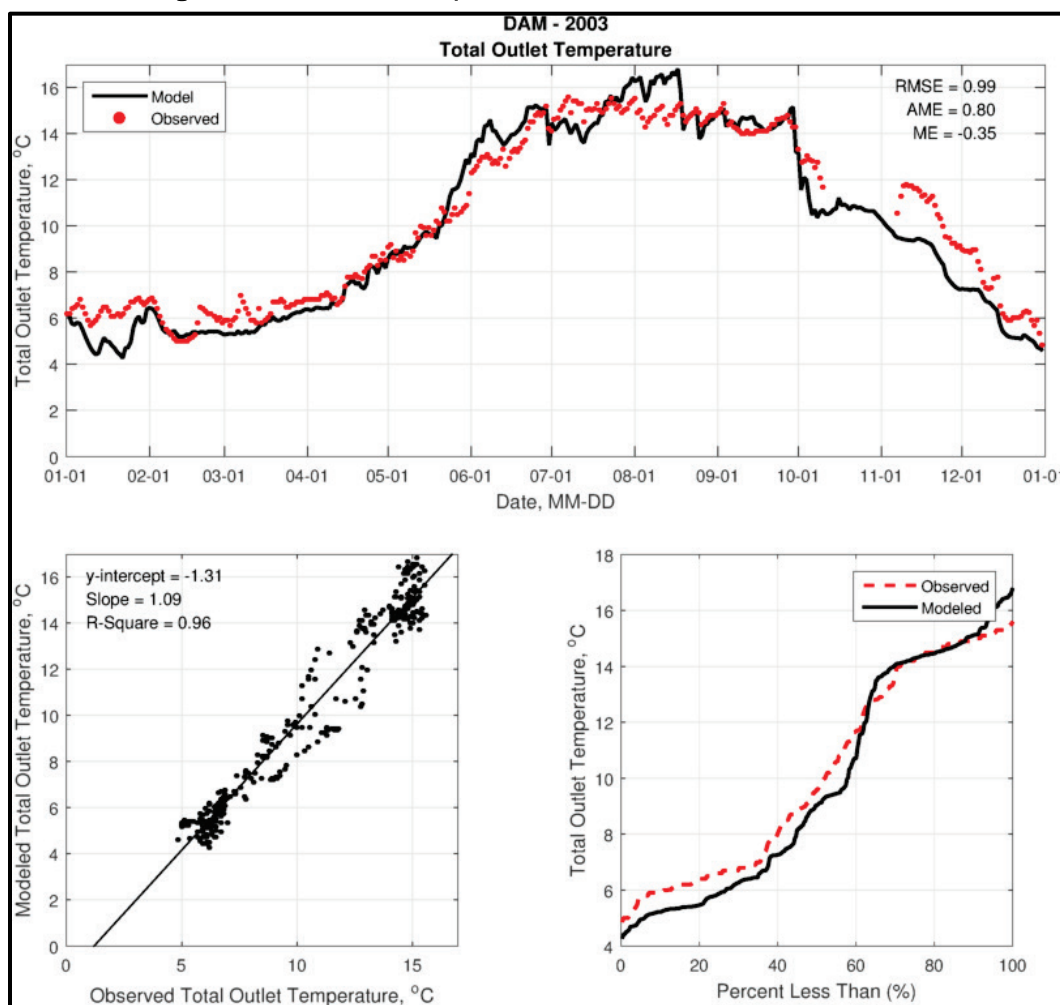 DAM - 2003
Total Outlet Temperature
Total Outlet Temperature, °C
16
14
12
10
8
6
4
2
0
Model
Observed
RMSE = 0.99
AME = 0.80
ME = -0.35
01-01 02-01 03-01 04-01 05-01 06-01 07-01 08-01 09-01 10-01 11-01 12-01 01-01
Date, MM-DD
Modeled Total Outlet Temperature, °C
16
14
12
10
8
6
4
2
0
y-intercept = -1.31
Slope = 1.09
R-Square = 0.96
0 5 10 15
Observed Total Outlet Temperature, °C
Total Outlet Temperature, °C
18
16
14
12
10
8
6
4
Observed
Modeled
0 20 40 60 80 100
Percent Less Than (%)